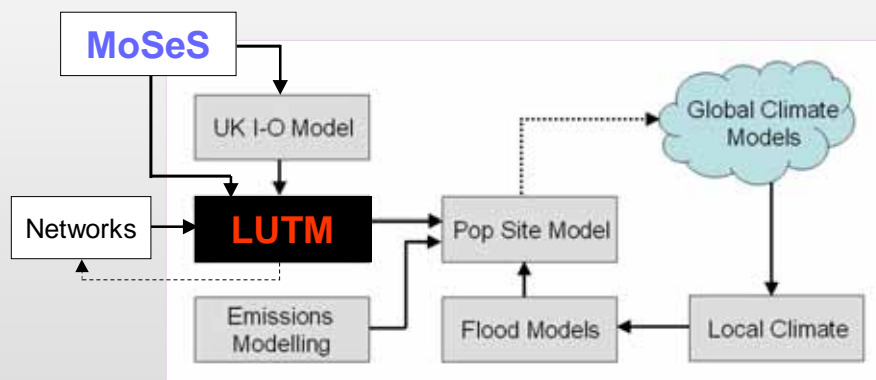 MoSeS
UK I-O Model
Global Climate
Models
Networks
LUTM
Pop Site Model
Emissions
Modelling
Flood Models
Local Climate